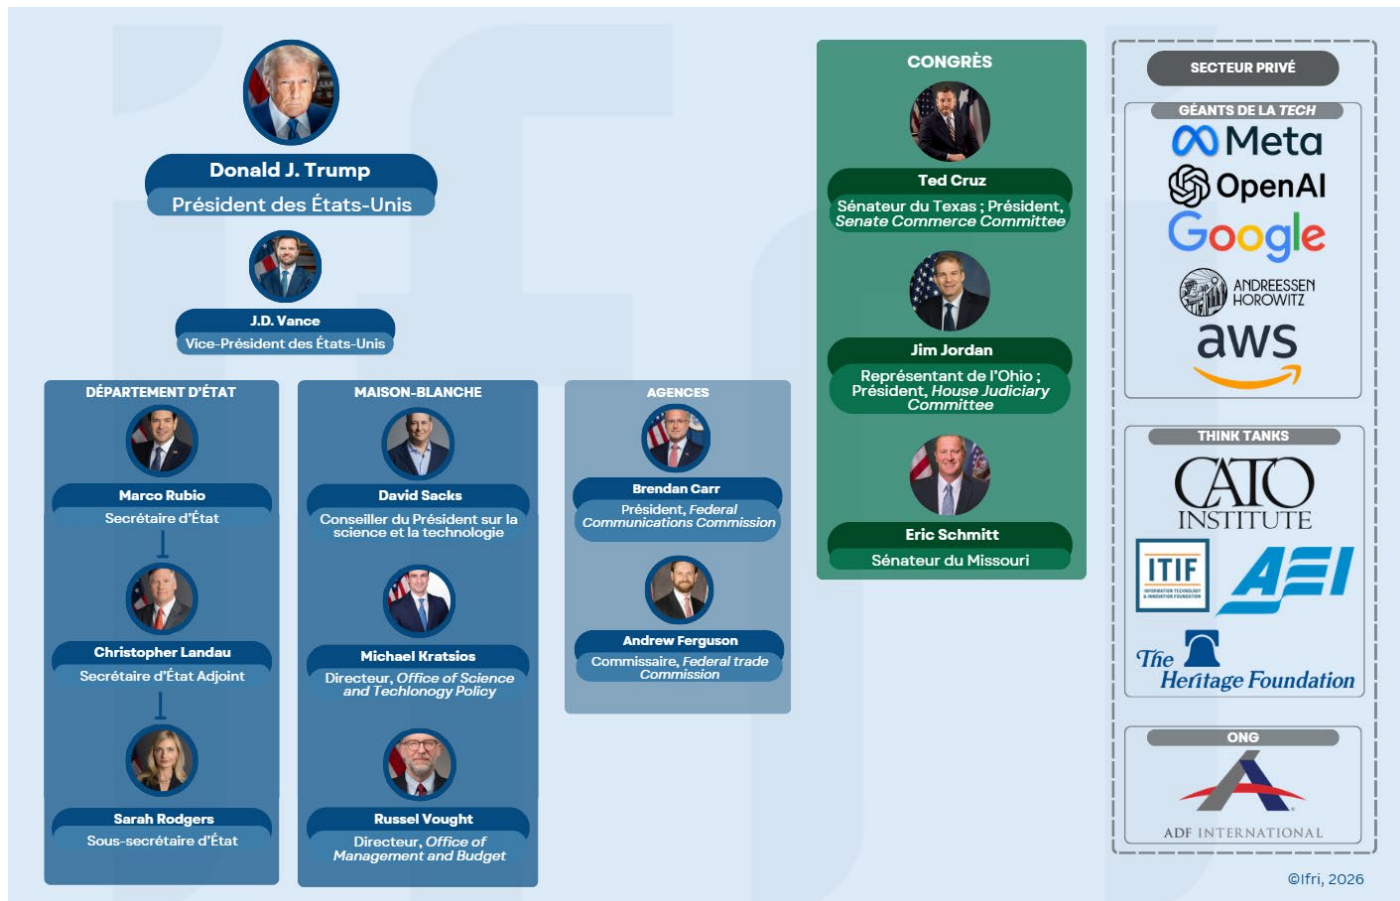 Donald J. Trump
Président des États-Unis
J.D. Vance
Vice-Président des États-Unis
DÉPARTEMENT D'ÉTAT
Marco Rubio
Secrétaire d'État
Christopher Landau
Secrétaire d'État Adjoint
Sarah Rodgers
Sous-secrétaire d'État
MAISON-BLANCHE
David Sacks
Conseiller du Président sur la
science et la technologie
Michael Kratsios
Directeur, Office of Science
and Techlonogy Policy
Russel Vought
Directeur, Office of
Management and Budget
AGENCES
Brendan Carr
Président, Federal
Communications Commission
Andrew Ferguson
Commissaire, Federal trade
Commission
CONGRÈS
Ted Cruz
Sénateur du Texas ; Président,
Senate Commerce Committee
Jim Jordan
Représentant de l'Ohio ;
Président, House Judiciary
Committee
Eric Schmitt
Sénateur du Missouri
SECTEUR PRIVÉ
GÉANTS DE LA TECH
Meta
OpenAI
Google
ANDREESSEN
HOROWITZ
aws
THINK TANKS
CATO
INSTITUTE
ITIF
INFORMATION TECHNOLOGY
& INNOVATION FOUNDATION
AEI
The
Heritage Foundation
ONG
ADF INTERNATIONAL
©Ifri, 2026